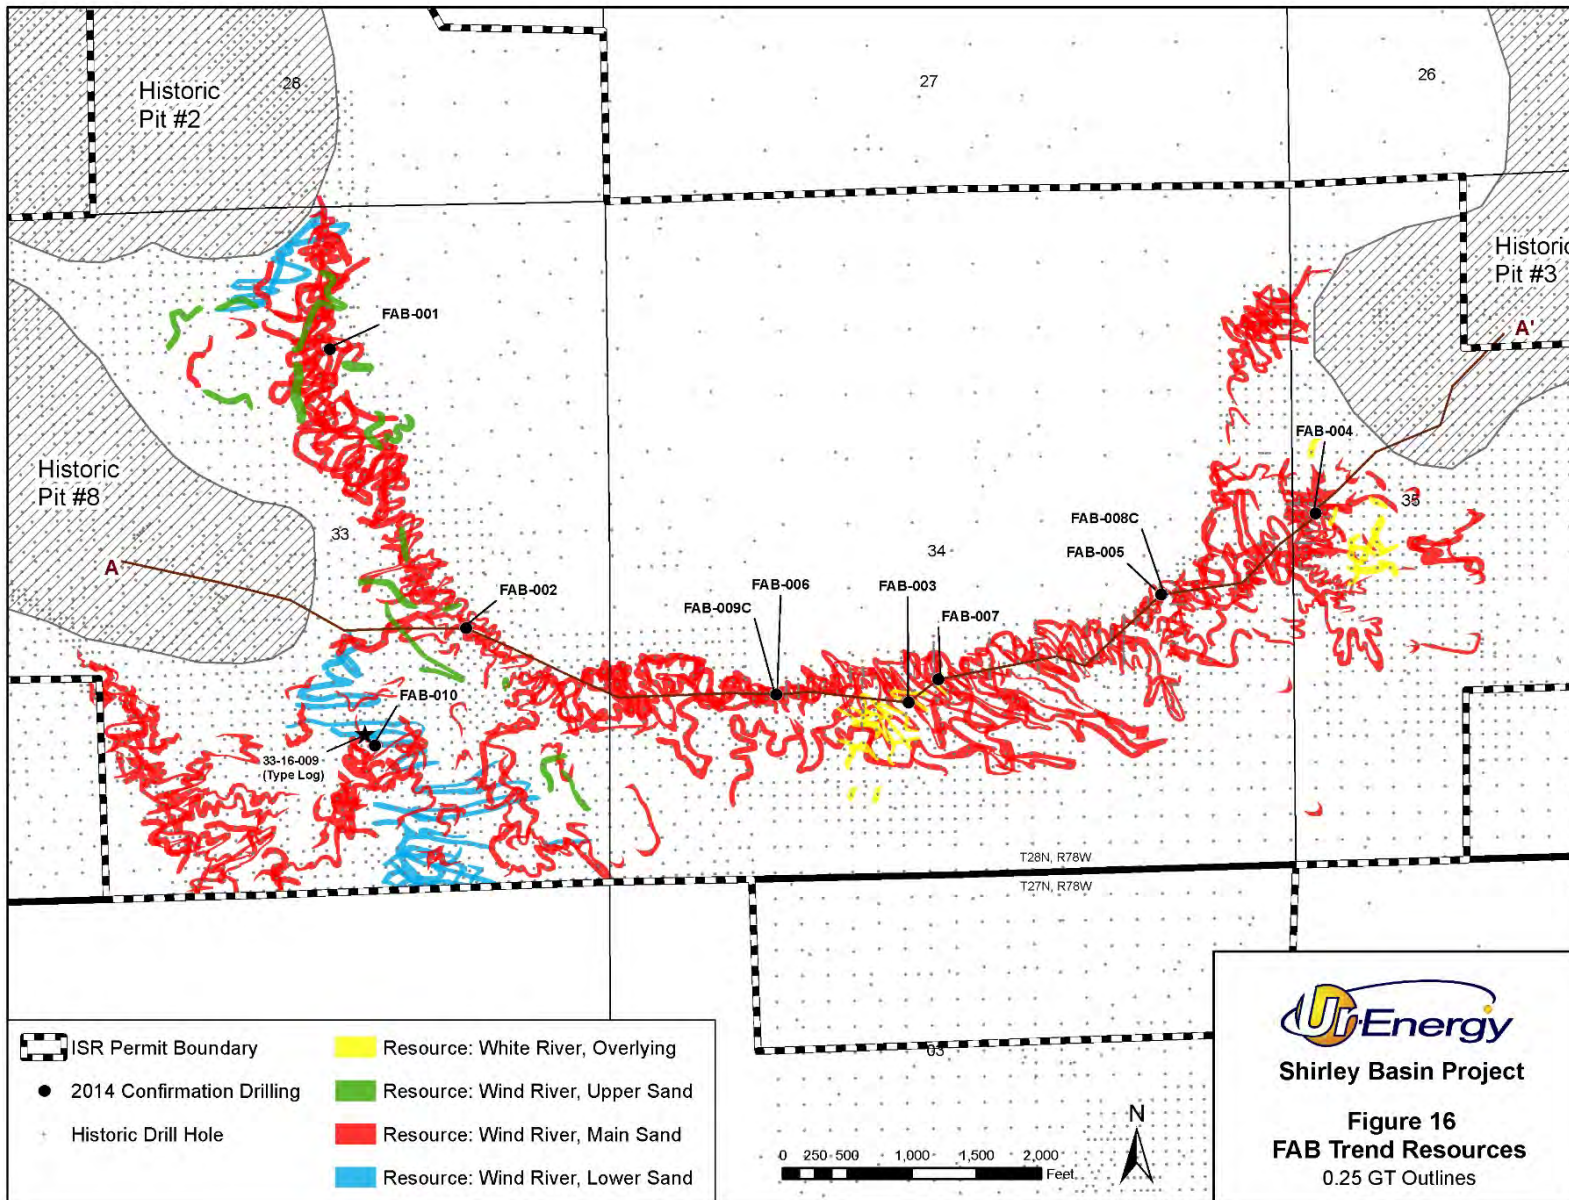 28
27
26
Historic
Pit #2
Historic
Pit #3
A'
FAB-001
FAB-004
Historic
Pit #8
35
33
34
FAB-008C
FAB-005
A
FAB-002
FAB-006
FAB-003
FAB-009C
FAB-007
FAB-010
33-16-009
(Type Log)
T28N, R78W
T27N, R78W
03
ISR Permit Boundary
2014 Confirmation Drilling
Historic Drill Hole
Resource: White River, Overlying
Resource: Wind River, Upper Sand
Resource: Wind River, Main Sand
Resource: Wind River, Lower Sand
N
0 250 500 1,000 1,500 2,000
Feet
Ur-Energy
Shirley Basin Project
Figure 16
FAB Trend Resources
0.25 GT Outlines